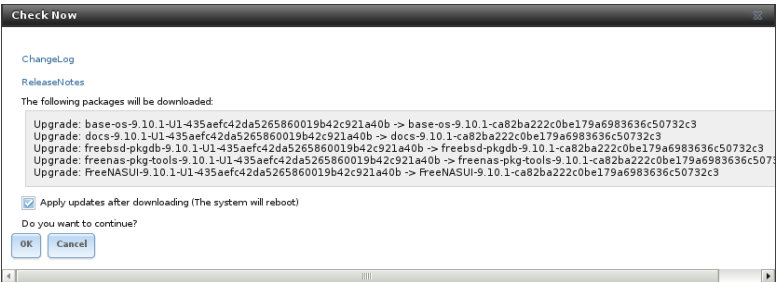 Check Now
ChangeLog
ReleaseNotes
The following packages will be downloaded:
Upgrade: base-os-9.10.1-U1-435aefc42da5265860019b42c921a40b -> base-os-9.10.1-ca82ba222c0be179a6983636c50732c3
Upgrade: docs-9.10.1-U1-435aefc42da5265860019b42c921a40b -> docs-9.10.1-ca82ba222c0be179a6983636c50732c3
Upgrade: freebsd-pkgdb-9.10.1-U1-435aefc42da5265860019b42c921a40b -> freebsd-pkgdb-9.10.1-ca82ba222c0be179a6983636c50732c3
Upgrade: freenas-pkg-tools-9.10.1-U1-435aefc42da5265860019b42c921a40b -> freenas-pkg-tools-9.10.1-ca82ba222c0be179a6983636c5073
Upgrade: FreeNASUI-9.10.1-U1-435aefc42da5265860019b42c921a40b -> FreeNASUI-9.10.1-ca82ba222c0be179a6983636c50732c3
Apply updates after downloading (The system will reboot)
Do you want to continue?
OK Cancel